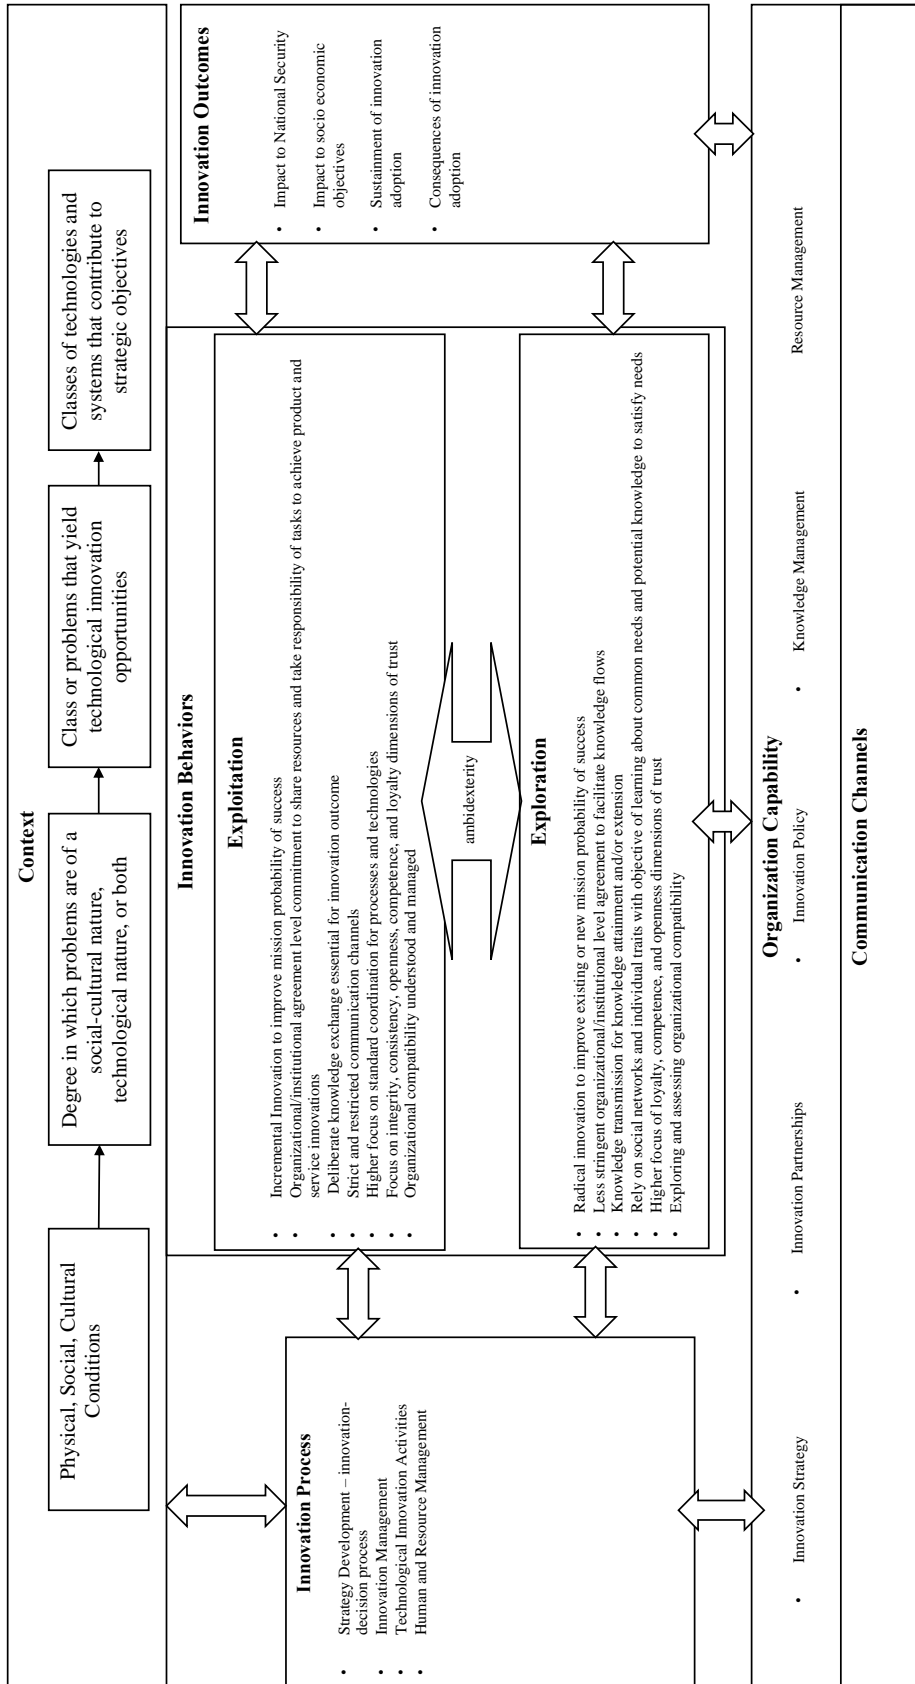 Context
Physical, Social, Cultural
Conditions
Degree in which problems are of a
social-cultural nature,
technological nature, or both
Class or problems that yield
technological innovation
opportunities
Classes of technologies and
systems that contribute to
strategic objectives
Innovation Process
• Strategy Development – innovation-
decision process
• Innovation Management
• Technological Innovation Activities
• Human and Resource Management
Innovation Behaviors
Exploitation
• Incremental Innovation to improve mission probability of success
• Organizational/institutional agreement level commitment to share resources and take responsibility of tasks to achieve product and
service innovations
• Deliberate knowledge exchange essential for innovation outcome
• Strict and restricted communication channels
• Higher focus on standard coordination for processes and technologies
• Focus on integrity, consistency, openness, competence, and loyalty dimensions of trust
• Organizational compatibility understood and managed
ambidexterity
Exploration
• Radical innovation to improve existing or new mission probability of success
• Less stringent organizational/institutional level agreement to facilitate knowledge flows
• Knowledge transmission for knowledge attainment and/or extension
• Rely on social networks and individual traits with objective of learning about common needs and potential knowledge to satisfy needs
• Higher focus of loyalty, competence, and openness dimensions of trust
• Exploring and assessing organizational compatibility
Innovation Outcomes
• Impact to National Security
• Impact to socio economic
objectives
• Sustainment of innovation
adoption
• Consequences of innovation
adoption
Organization Capability
• Innovation Strategy
• Innovation Partnerships
• Innovation Policy
• Knowledge Management
Resource Management
Communication Channels